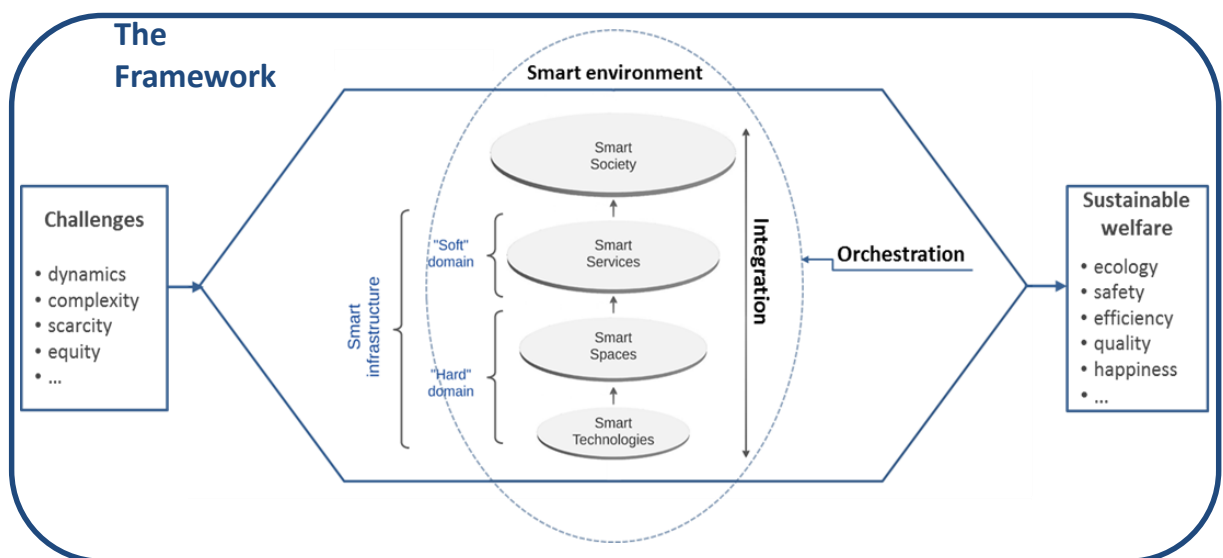 The
Framework
Smart environment
Challenges
• dynamics
• complexity
• scarcity
• equity
• ...
Smart
infrastructure
"Soft"
domain
"Hard"
domain
Smart
Society
Smart
Services
Smart
Spaces
Smart
Technologies
Integration
Orchestration
Sustainable
welfare
• ecology
• safety
• efficiency
• quality
• happiness
• ...